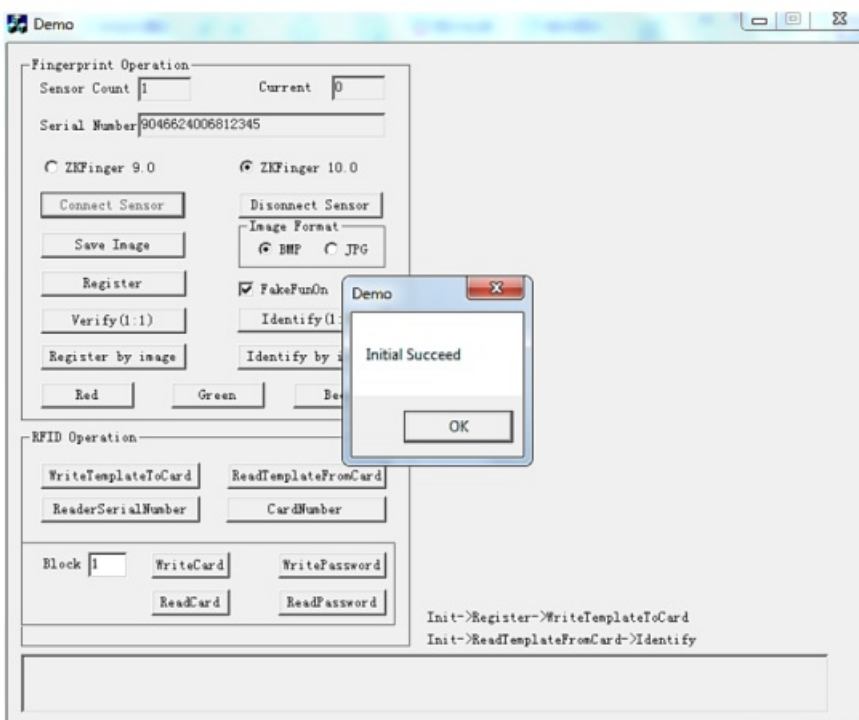 Demo
Fingerprint Operation
Sensor Count 1 Current 0
Serial Number 9046624006812345
ZKFinger 9.0 ZKFinger 10.0
Connect Sensor Disonnect Sensor
Image Format
Save Image BMP JPG
Register FakeFunOn
Demo
Verify(1:1) Identify(1:
Initial Succeed
Register by image Identify by
Red Green
OK
RFID Operation
WriteTemplateToCard ReadTemplateFromCard
ReaderSerialNumber CardNumber
Block 1 WriteCard WritePassword
ReadCard ReadPassword
Init->Register->WriteTemplateToCard
Init->ReadTemplateFromCard->Identify